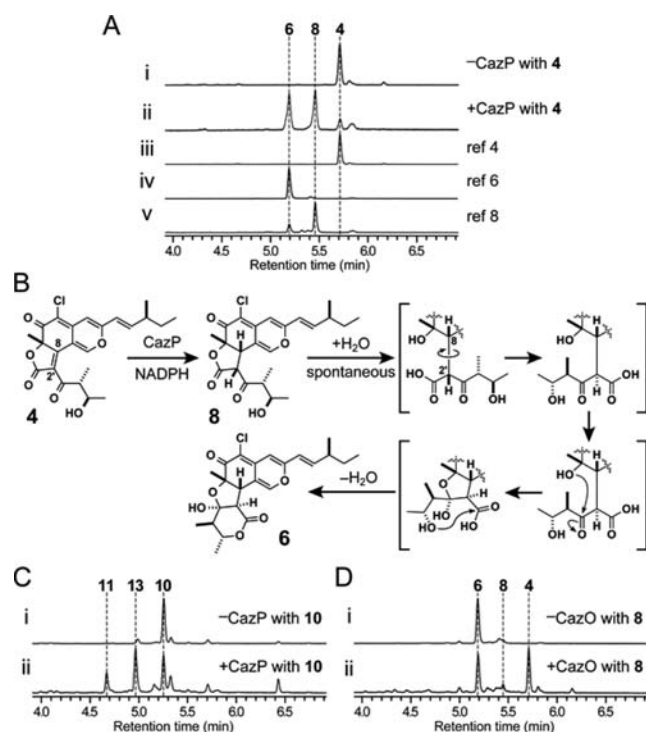 A
6 8 4
i
–CazP with 4
ii
+CazP with 4
iii
ref 4
iv
ref 6
v
ref 8
4.0 4.5 5.0 5.5 6.0 6.5
Retention time (min)
B
Cl
O
O
8
O
O
2'
O
OH
4
CazP
NADPH
Cl
O
O
H
O
O
H
O
OH
8
+H2O
spontaneous
HO
H
8
HO
2'
O
H
O
OH
HO
H
OH
OH
O
H
O
Cl
O
O
H
O
HO
H
O
O
6
–H2O
O
H
HO
H
OH
O
HO
HO
H
OH
OH
O
H
O
C
11 13 10
i
–CazP with 10
ii
+CazP with 10
4.0 4.5 5.0 5.5 6.0 6.5
Retention time (min)
D
6 8 4
i
–CazO with 8
ii
+CazO with 8
4.0 4.5 5.0 5.5 6.0 6.5
Retention time (min)